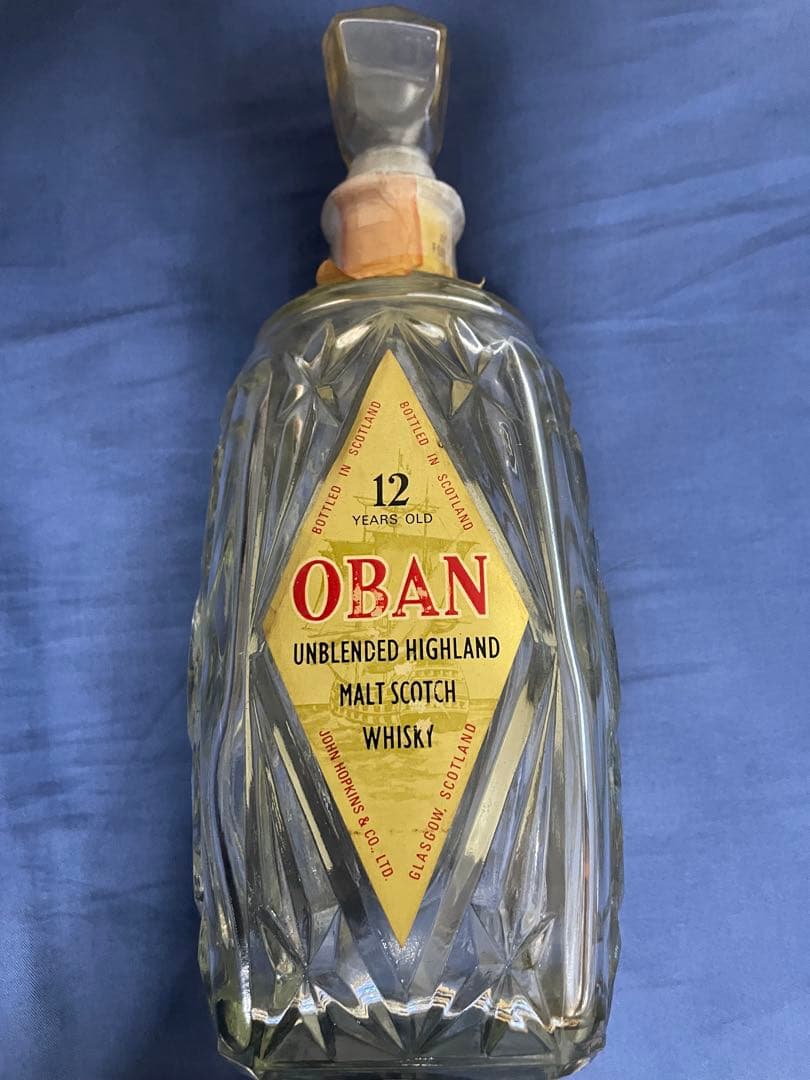 BOTTLED IN SCOTLAND
BOTTLED IN SCOTLAND
12
YEARS OLD
OBAN
UNBLENDED HIGHLAND
MALT SCOTCH
WHISKY
JOHN HOPKINS & CO., LTD.
GLASGOW, SCOTLAND